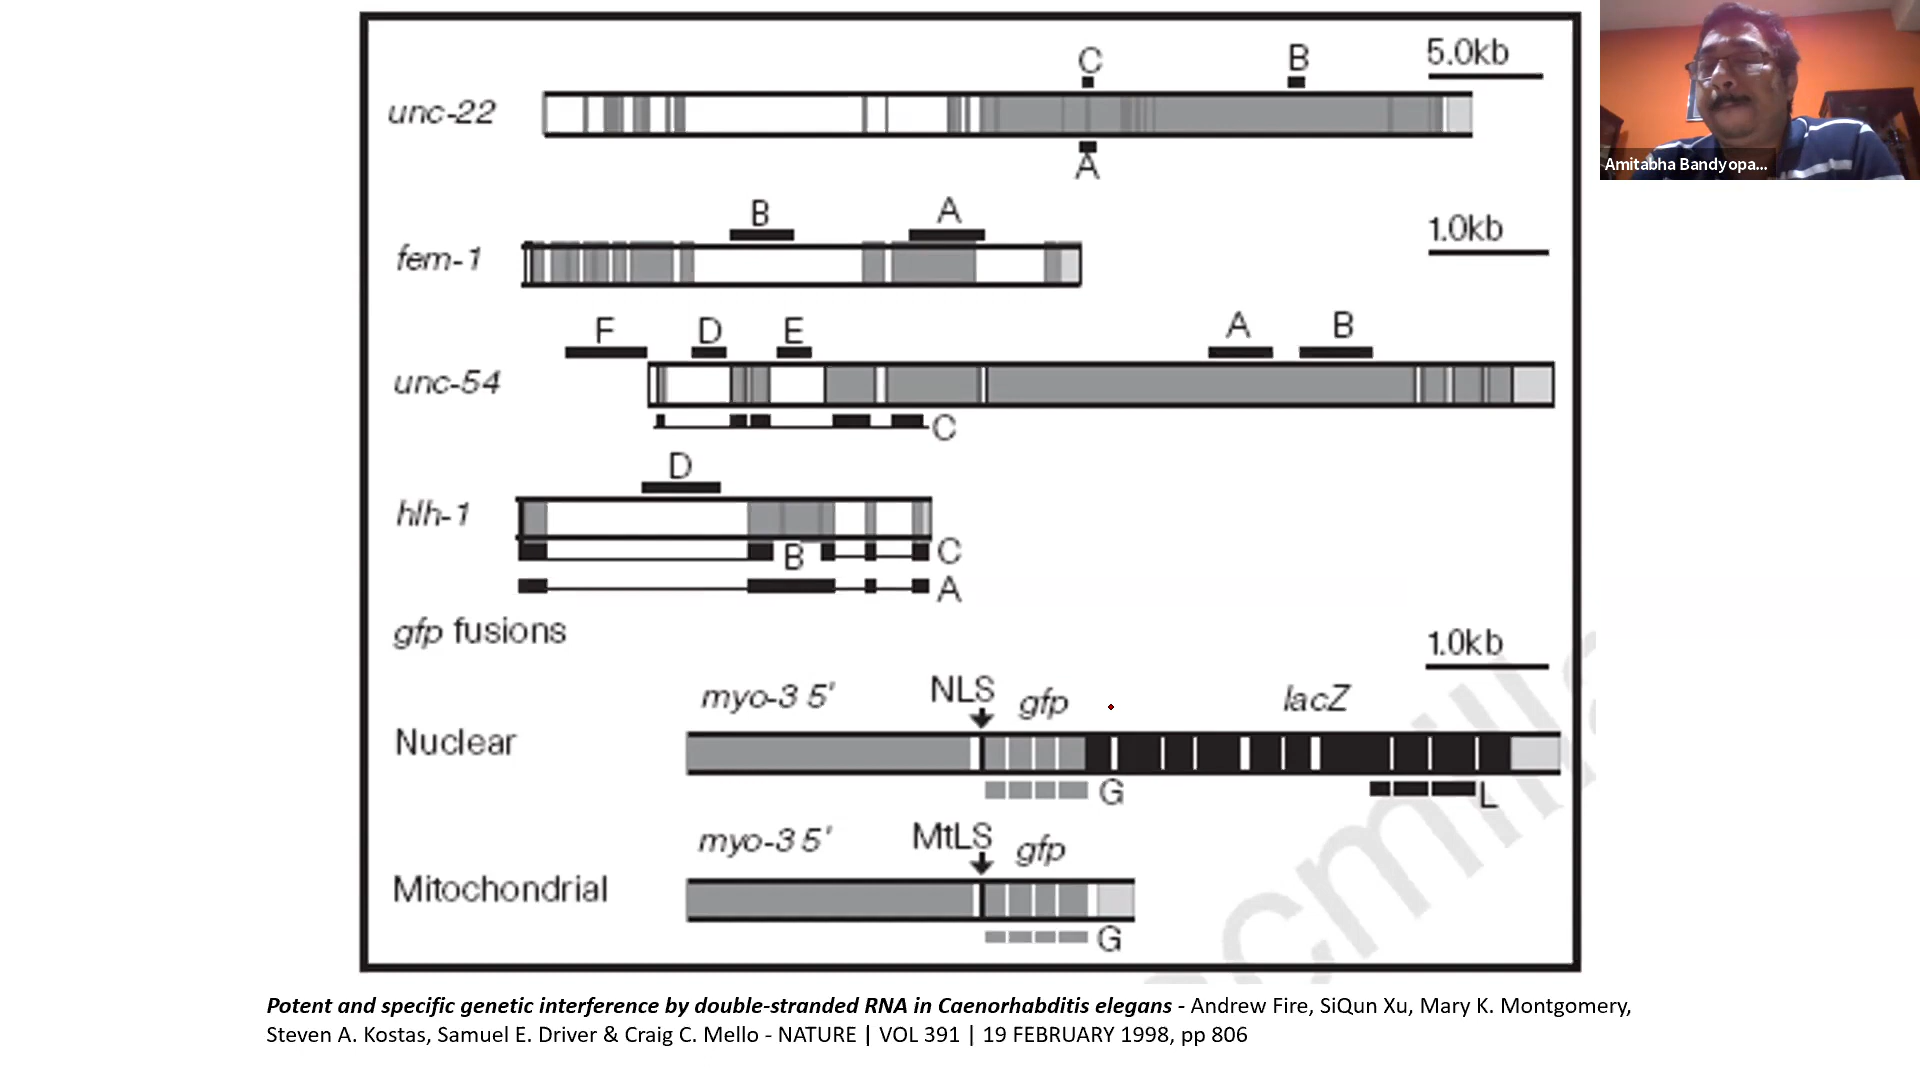 C B 5.0kb
unc-22
A
B A 1.0kb
fem-1
F D E A B
unc-54
C
D
hlh-1
B C
A
gfp fusions
1.0kb
myo-3 5' NLS gfp lacZ
Nuclear
G L
myo-3 5' MtLS gfp
Mitochondrial
G
Potent and specific genetic interference by double-stranded RNA in Caenorhabditis elegans - Andrew Fire, SiQun Xu, Mary K. Montgomery,
Steven A. Kostas, Samuel E. Driver & Craig C. Mello - NATURE | VOL 391 | 19 FEBRUARY 1998, pp 806
Amitabha Bandyopa...